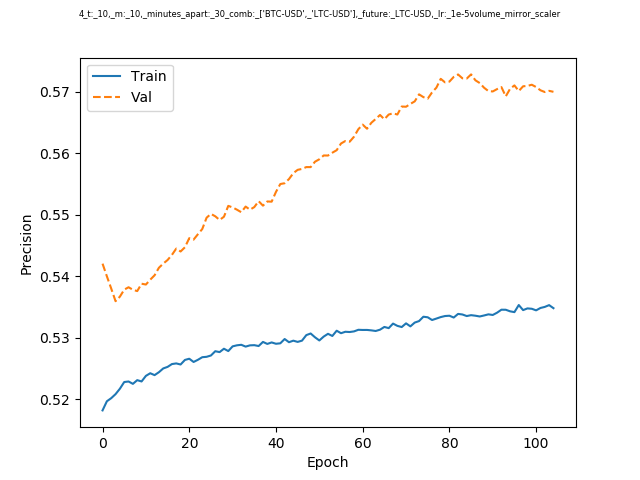 4_t:_10,_m:_10,_minutes_apart:_30_comb:_['BTC-USD',_'LTC-USD'],_future:_LTC-USD,_lr:_1e-5volume_mirror_scaler
Train
Val
0.57
0.56
0.55
0.54
0.53
0.52
Precision
0 20 40 60 80 100
Epoch